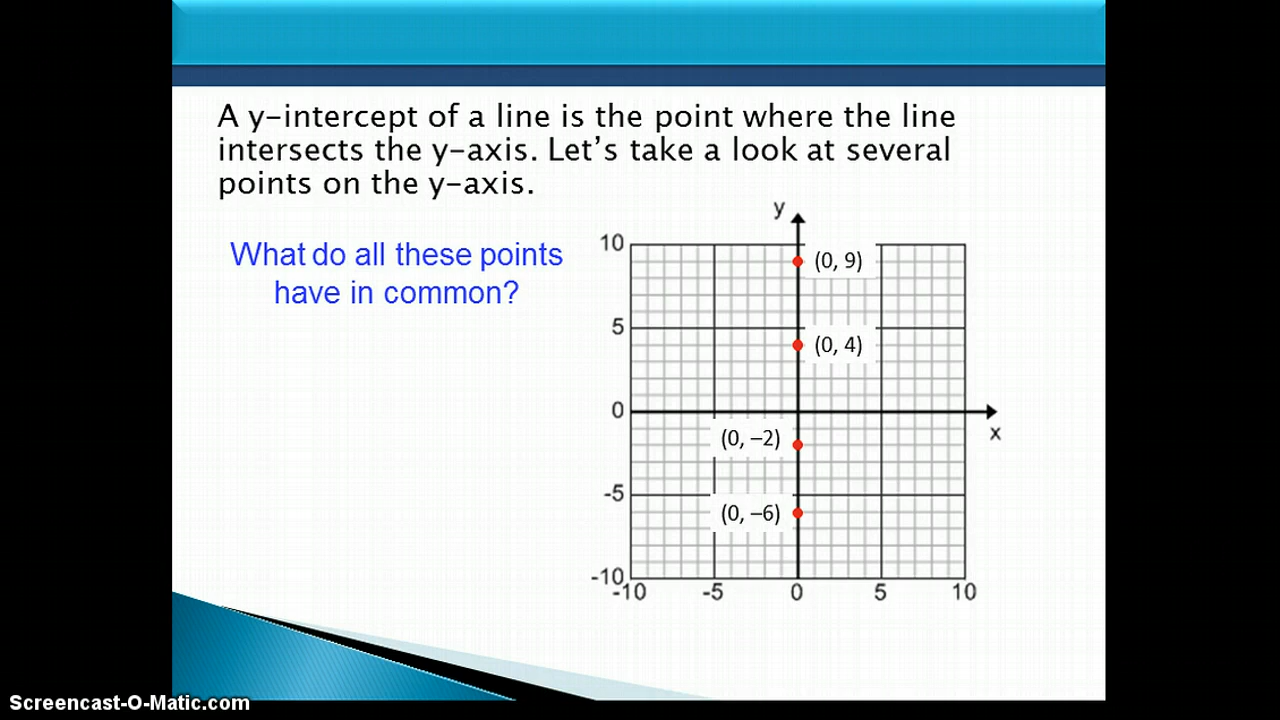 A y-intercept of a line is the point where the line
intersects the y-axis. Let's take a look at several
points on the y-axis.
What do all these points
have in common?
y
10
(0, 9)
5
(0, 4)
0
x
(0, –2)
-5
(0, –6)
-10
-10 -5 0 5 10
Screencast-O-Matic.com